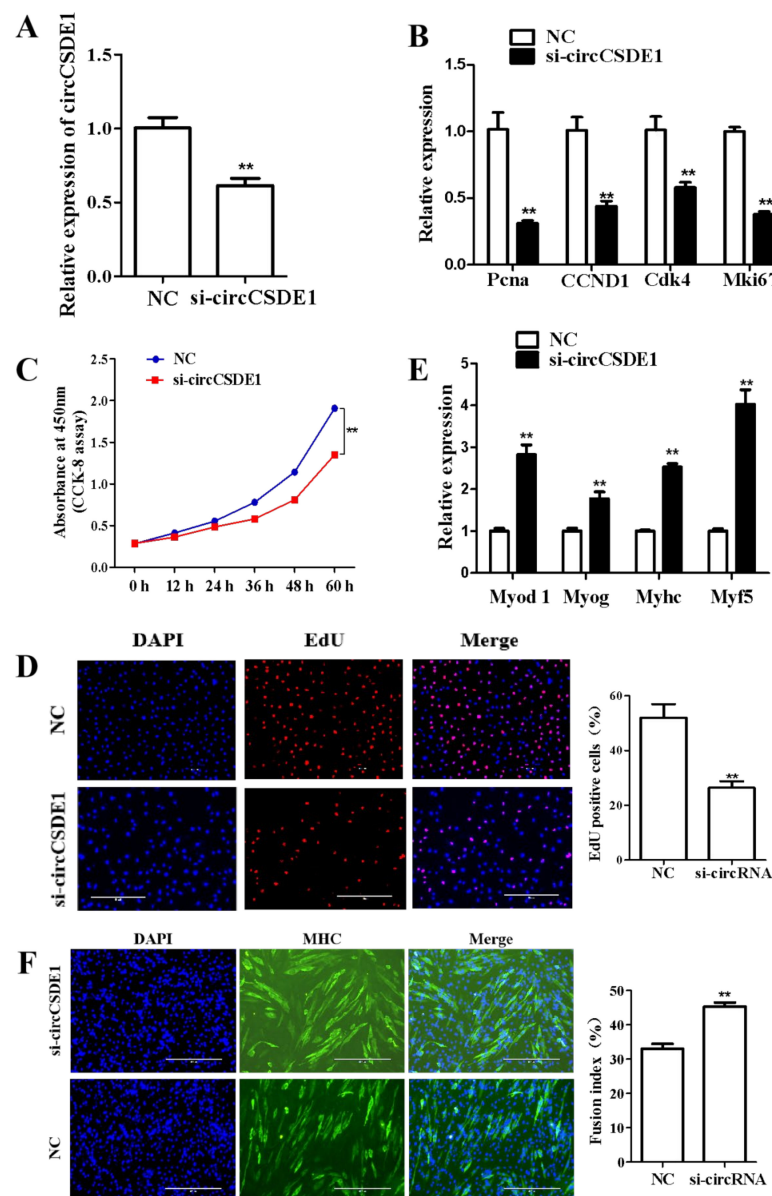 A
Relative expression of circCSDE1
1.5
1.0
0.5
0.0
**
NC
si-circCSDE1
B
NC
si-circCSDE1
Relative expression
1.5
1.0
0.5
0.0
**
**
**
**
Pcna
CCND1
Cdk4
Mki67
C
NC
si-circCSDE1
Absorbance at 450nm
(CCK-8 assay)
2.5
2.0
1.5
1.0
0.5
0.0
**
0 h
12 h
24 h
36 h
48 h
60 h
E
NC
si-circCSDE1
Relative expression
5
4
3
2
1
0
**
**
**
**
Myod 1
Myog
Myhc
Myf5
D
DAPI
EdU
Merge
NC
si-circCSDE1
EdU positive cells (%)
60
40
20
0
**
NC
si-circRNA
F
DAPI
MHC
Merge
si-circCSDE1
NC
Fusion index (%)
50
40
30
20
10
0
**
NC
si-circRNA